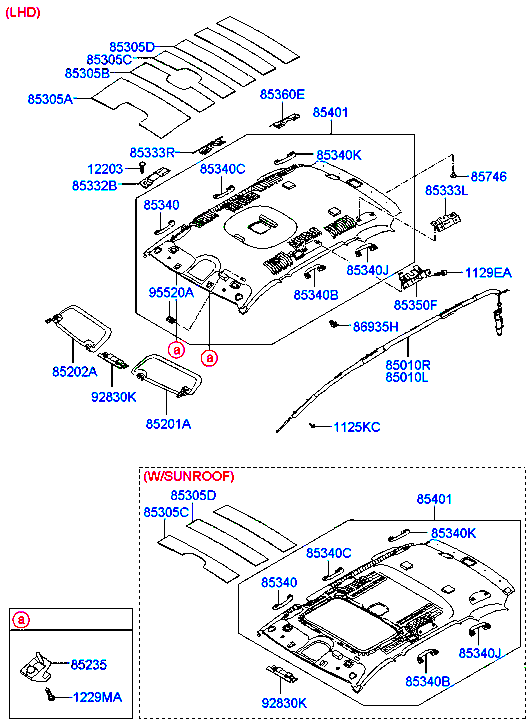 (LHD)
85305D
85305C
85305B
85305A
85360E
85401
85333R
85340K
12203
85332B
85340C
85746
85333L
85340
1129EA
95520A
85340J
85340B
85350F
86935H
85202A
92830K
85201A
85010R
85010L
1125KC
a
a
(W/SUNROOF)
85305D
85305C
85401
85340K
85340C
85340
85340J
85340B
92830K
a
85235
1229MA